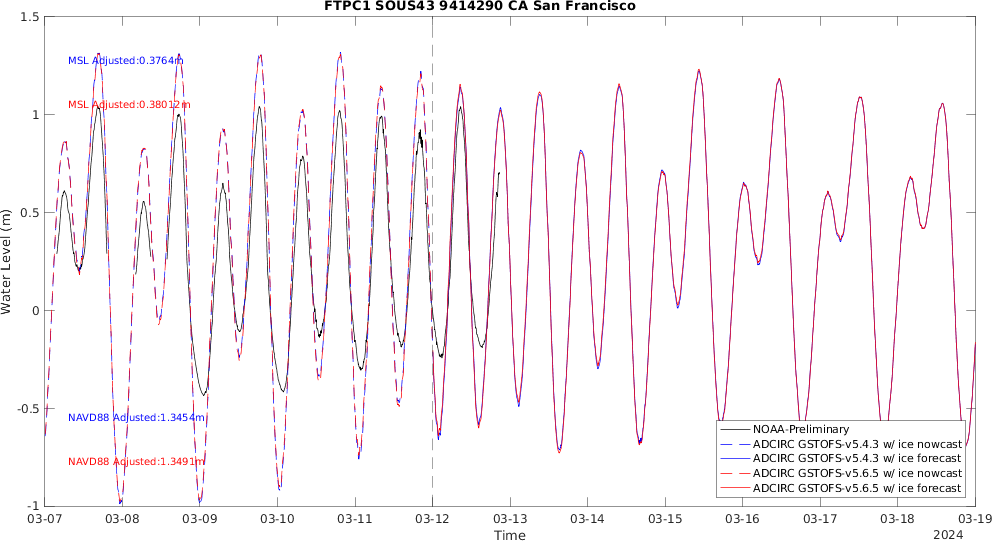 FTPC1 SOUS43 9414290 CA San Francisco
1.5
MSL Adjusted:0.3764m
MSL Adjusted:0.38012m
1
0.5
Water Level (m)
0
-0.5
NAVD88 Adjusted:1.3454m
NAVD88 Adjusted:1.3491m
-1
NOAA-Preliminary
ADCIRC GSTOFS-v5.4.3 w/ ice nowcast
ADCIRC GSTOFS-v5.4.3 w/ ice forecast
ADCIRC GSTOFS-v5.6.5 w/ ice nowcast
ADCIRC GSTOFS-v5.6.5 w/ ice forecast
03-07 03-08 03-09 03-10 03-11 03-12 03-13 03-14 03-15 03-16 03-17 03-18 03-19
Time
2024